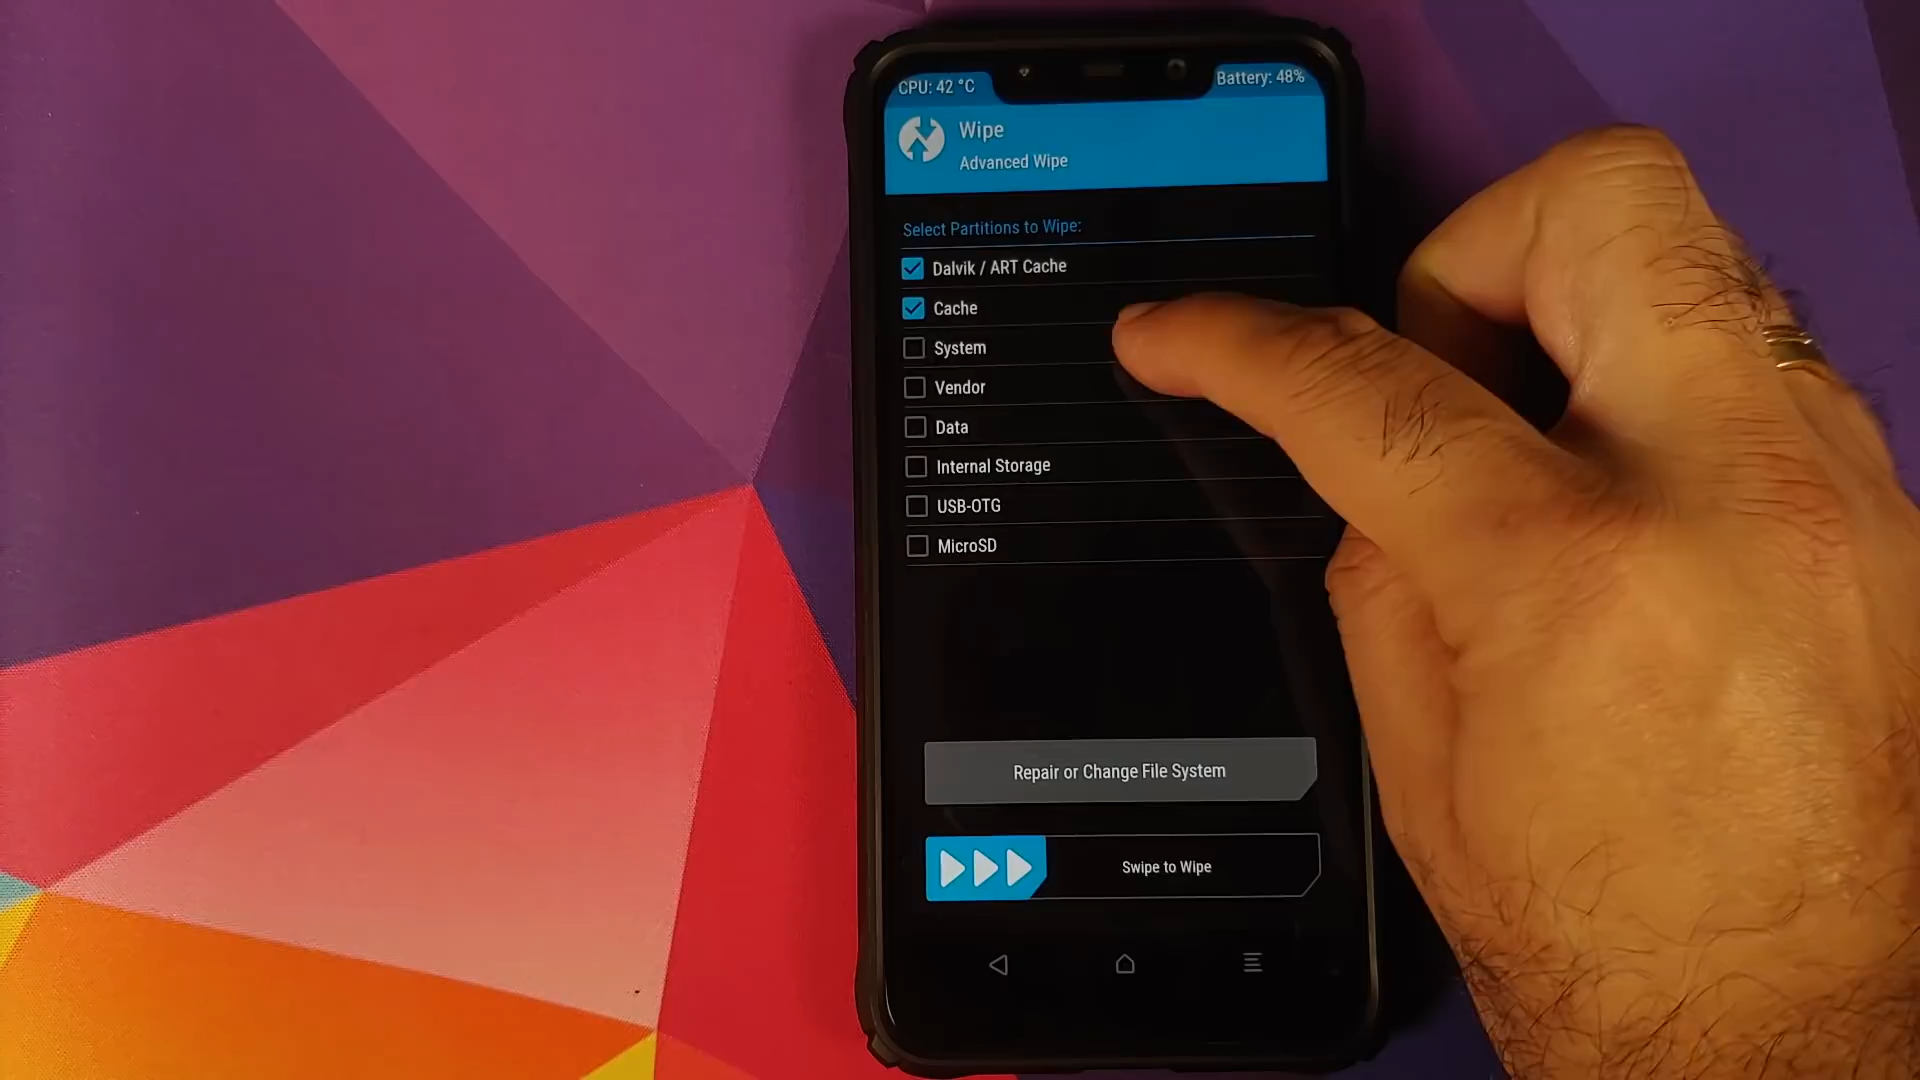 CPU: 42 °C
Battery: 48%
Wipe
Advanced Wipe
Select Partitions to Wipe:
Dalvik / ART Cache
Cache
System
Vendor
Data
Internal Storage
USB-OTG
MicroSD
Repair or Change File System
Swipe to Wipe